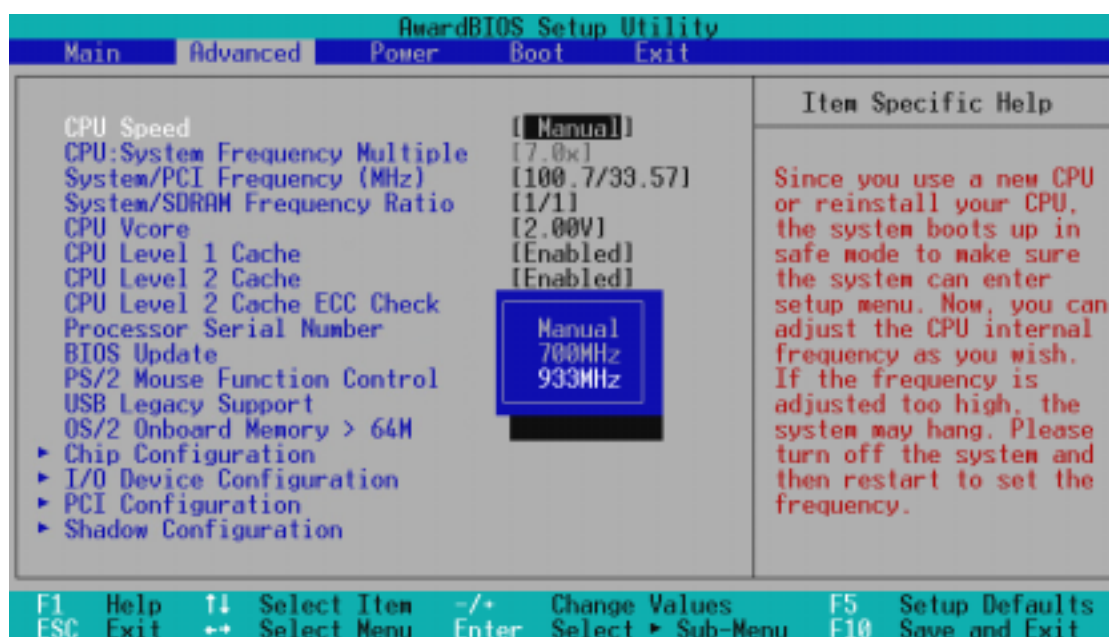 AwardBIOS Setup Utility
Main Advanced Power Boot Exit
CPU Speed [ Manual]
CPU:System Frequency Multiple [7.0x]
System/PCI Frequency (MHz) [100.7/33.57]
System/SDRAM Frequency Ratio [1/1]
CPU Vcore [2.00V]
CPU Level 1 Cache [Enabled]
CPU Level 2 Cache [Enabled]
CPU Level 2 Cache ECC Check
Processor Serial Number
BIOS Update
PS/2 Mouse Function Control
USB Legacy Support
OS/2 Onboard Memory > 64M
► Chip Configuration
► I/O Device Configuration
► PCI Configuration
► Shadow Configuration
Manual
700MHz
933MHz
Item Specific Help
Since you use a new CPU
or reinstall your CPU,
the system boots up in
safe mode to make sure
the system can enter
setup menu. Now, you can
adjust the CPU internal
frequency as you wish.
If the frequency is
adjusted too high, the
system may hang. Please
turn off the system and
then restart to set the
frequency.
F1 Help ↑↓ Select Item -/+ Change Values F5 Setup Defaults
ESC Exit ↔ Select Menu Enter Select ► Sub-Menu F10 Save and Exit